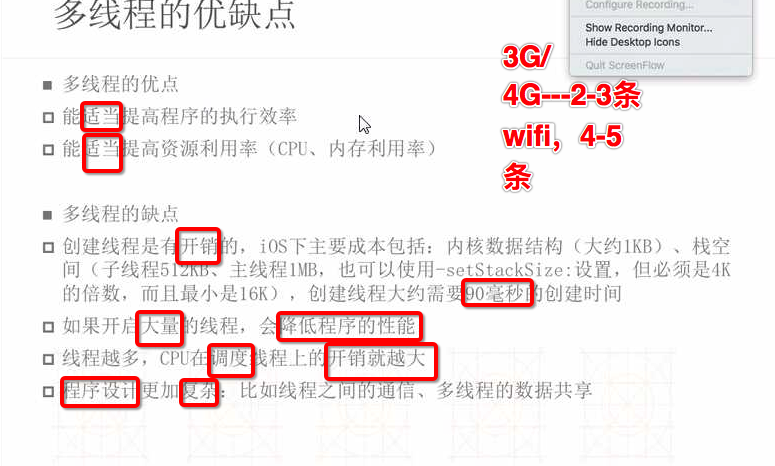 多线程的优缺点
Configure Recording...
Show Recording Monitor...
Hide Desktop Icons
Quit ScreenFlow
3G/
4G---2-3条
wifi，4-5
条
■ 多线程的优点
能适当提高程序的执行效率
能适当提高资源利用率（CPU、内存利用率）
■ 多线程的缺点
创建线程是有开销的，iOS下主要成本包括：内核数据结构（大约1KB）、栈空
间（子线程512KB、主线程1MB，也可以使用-setStackSize:设置，但必须是4K
的倍数，而且最小是16K），创建线程大约需要90毫秒的创建时间
如果开启大量的线程，会降低程序的性能
线程越多，CPU在调度线程上的开销就越大
程序设计更加复杂：比如线程之间的通信、多线程的数据共享